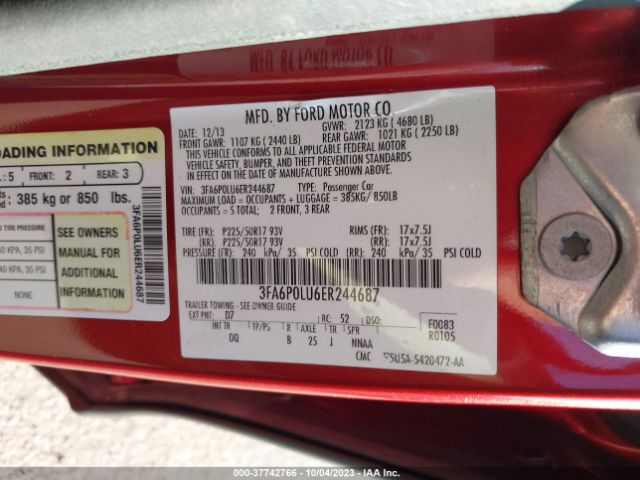 MFD. BY FORD MOTOR CO
DATE: 12/13 GVWR: 2123 KG ( 4680 LB)
FRONT GAWR: 1107 KG ( 2440 LB) REAR GAWR: 1021 KG ( 2250 LB)
THIS VEHICLE CONFORMS TO ALL APPLICABLE FEDERAL MOTOR
VEHICLE SAFETY, BUMPER, AND THEFT PREVENTION STANDARDS
IN EFFECT ON THE DATE OF MANUFACTURE SHOWN ABOVE.
VIN: 3FA6P0LU6ER244687 TYPE: Passenger Car
MAXIMUM LOAD = OCCUPANTS + LUGGAGE = 385KG/ 850LB
OCCUPANTS = 5 TOTAL: 2 FRONT, 3 REAR
TIRE (FR): P225/50R17 93V RIMS (FR): 17x7.5J
(RR): P225/50R17 93V (RR): 17x7.5J
PRESSURE (FR): 240 kPa/ 35 PSI COLD (RR): 240 kPa/ 35 PSI COLD
3FA6P0LU6ER244687
TRAILER TOWING - SEE OWNER GUIDE
EXT PNT: D7 RC: 52 DSO: F0083
INT TR TP/PS R AXLE TR SPR R0105
DQ B 25 J NNAA
CMC 5U5A-5420472-AA
OADING INFORMATION
: 5 FRONT: 2 REAR: 3
385 kg or 850 lbs.
TIRE PRESSURE
KPA, 35 PSI
KPA, 35 PSI
NONE
SEE OWNERS
MANUAL FOR
ADDITIONAL
INFORMATION
3FA6P0LU6ER244687
000-37742766 - 10/04/2023 - IAA Inc.